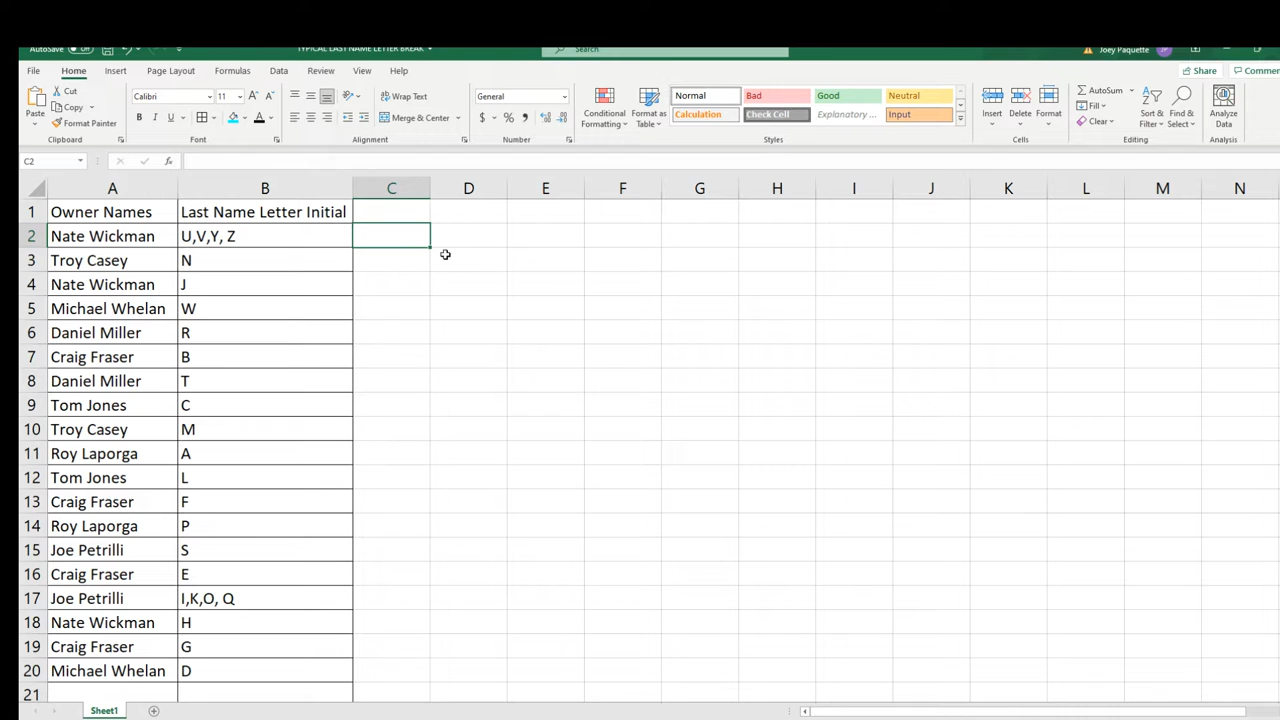 AutoSave Off TYPICAL LAST NAME LETTER BREAK Search Joey Paquette JP
File Home Insert Page Layout Formulas Data Review View Help Share Commen
Paste Cut Calibri 11 Wrap Text General Conditional Formatting Format as Table Normal Bad Good Neutral Insert Delete Format AutoSum Sort & Filter Find & Select Analyze Data
Copy Fill
Format Painter B I U Merge & Center $ % Calculation Check Cell Explanatory ... Input Clear
Clipboard Font Alignment Number Styles Cells Editing Analysis
C2 fx
A B C D E F G H I J K L M N
1 Owner Names Last Name Letter Initial
2 Nate Wickman U,V,Y, Z
3 Troy Casey N
4 Nate Wickman J
5 Michael Whelan W
6 Daniel Miller R
7 Craig Fraser B
8 Daniel Miller T
9 Tom Jones C
10 Troy Casey M
11 Roy Laporga A
12 Tom Jones L
13 Craig Fraser F
14 Roy Laporga P
15 Joe Petrilli S
16 Craig Fraser E
17 Joe Petrilli I,K,O, Q
18 Nate Wickman H
19 Craig Fraser G
20 Michael Whelan D
21
Sheet1